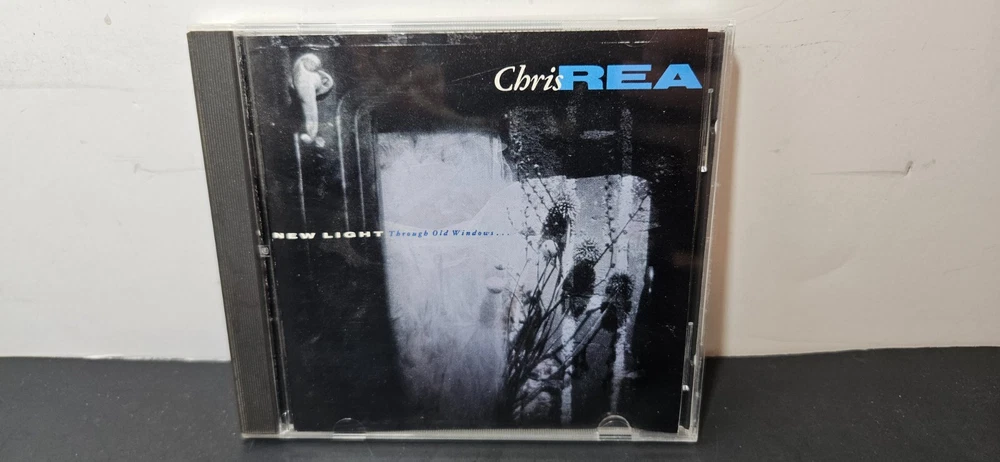 Chris REA
NEW LIGHT Through Old Windows...